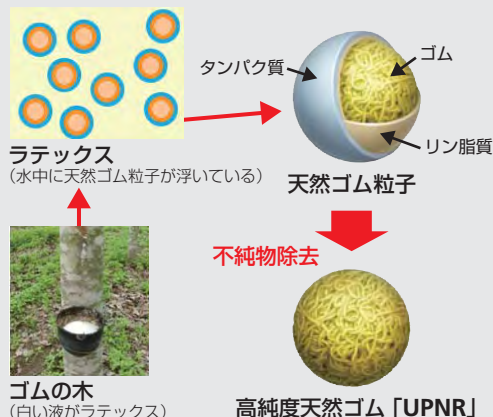 タンパク質
ゴム
リン脂質
ラテックス
(水中に天然ゴム粒子が浮いている)
天然ゴム粒子
不純物除去
ゴムの木
(白い液がラテックス)
高純度天然ゴム「UPNR」